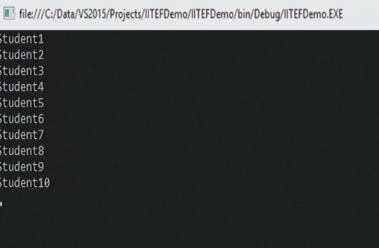 file:///C:/Data/VS2015/Projects/IITEFDemo/IITEFDemo/bin/Debug/IITEFDemo.EXE
Student1
Student2
Student3
Student4
Student5
Student6
Student7
Student8
Student9
Student10